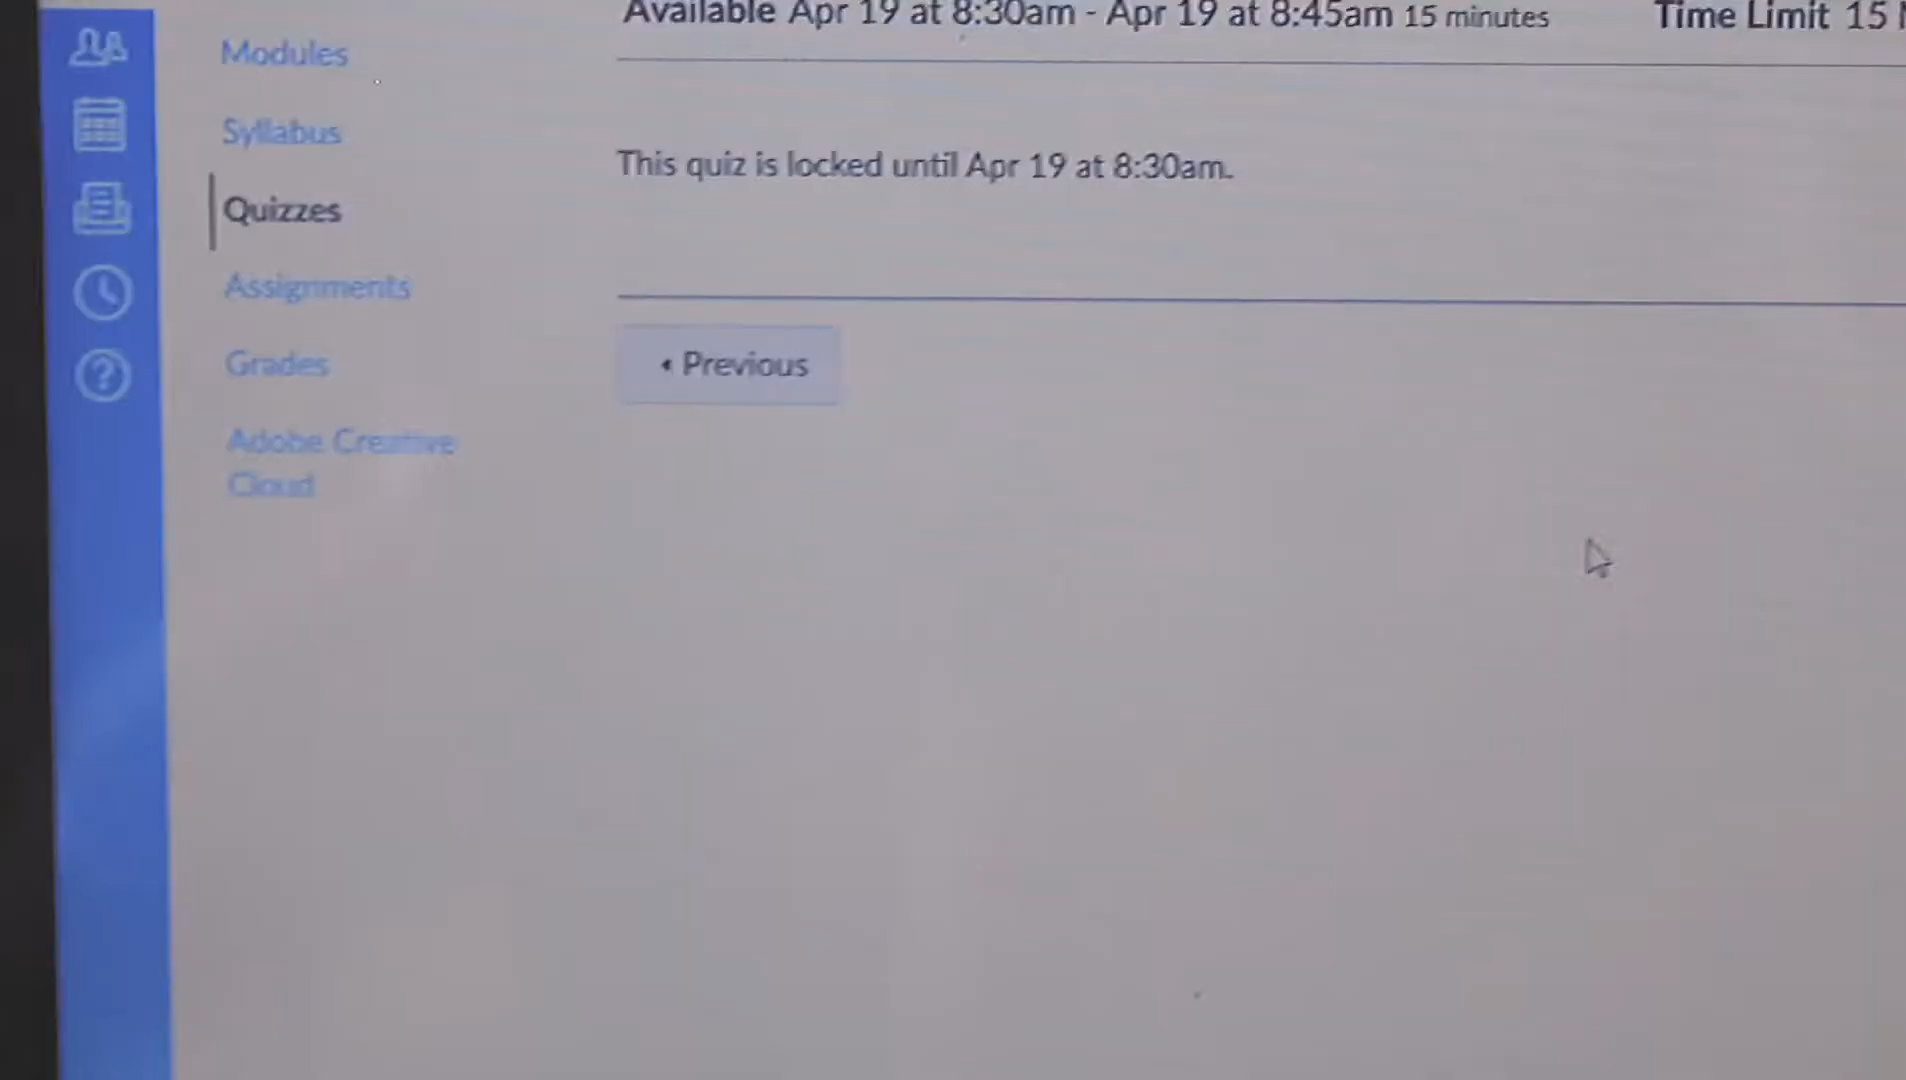 Available Apr 19 at 8:30am - Apr 19 at 8:45am 15 minutes
Time Limit 15
Modules
Syllabus
Quizzes
Assignments
Grades
Adobe Creative
Cloud
This quiz is locked until Apr 19 at 8:30am.
Previous